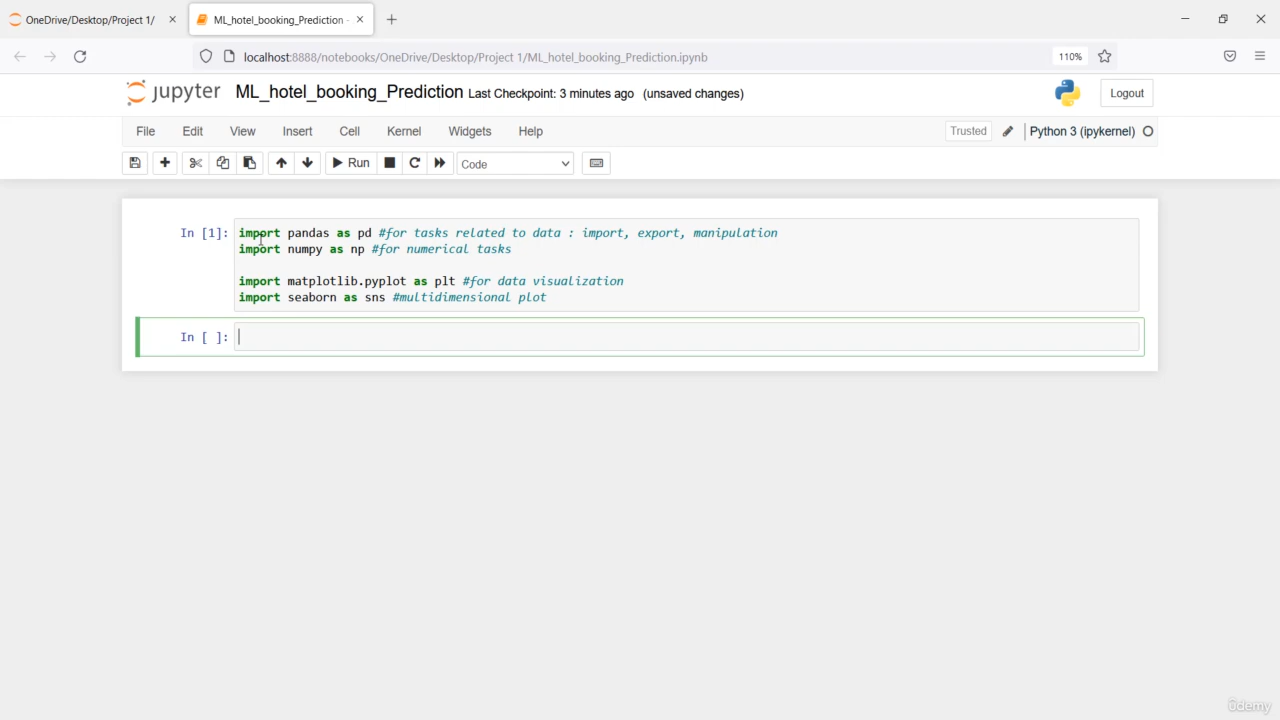 OneDrive/Desktop/Project 1/
ML_hotel_booking_Prediction -
localhost:8888/notebooks/OneDrive/Desktop/Project 1/ML_hotel_booking_Prediction.ipynb
110%
jupyter
ML_hotel_booking_Prediction Last Checkpoint: 3 minutes ago (unsaved changes)
Logout
File Edit View Insert Cell Kernel Widgets Help
Trusted
Python 3 (ipykernel)
Run
Code
In [1]:
import pandas as pd #for tasks related to data : import, export, manipulation
import numpy as np #for numerical tasks
import matplotlib.pyplot as plt #for data visualization
import seaborn as sns #multidimensional plot
In [ ]:
ûdemy